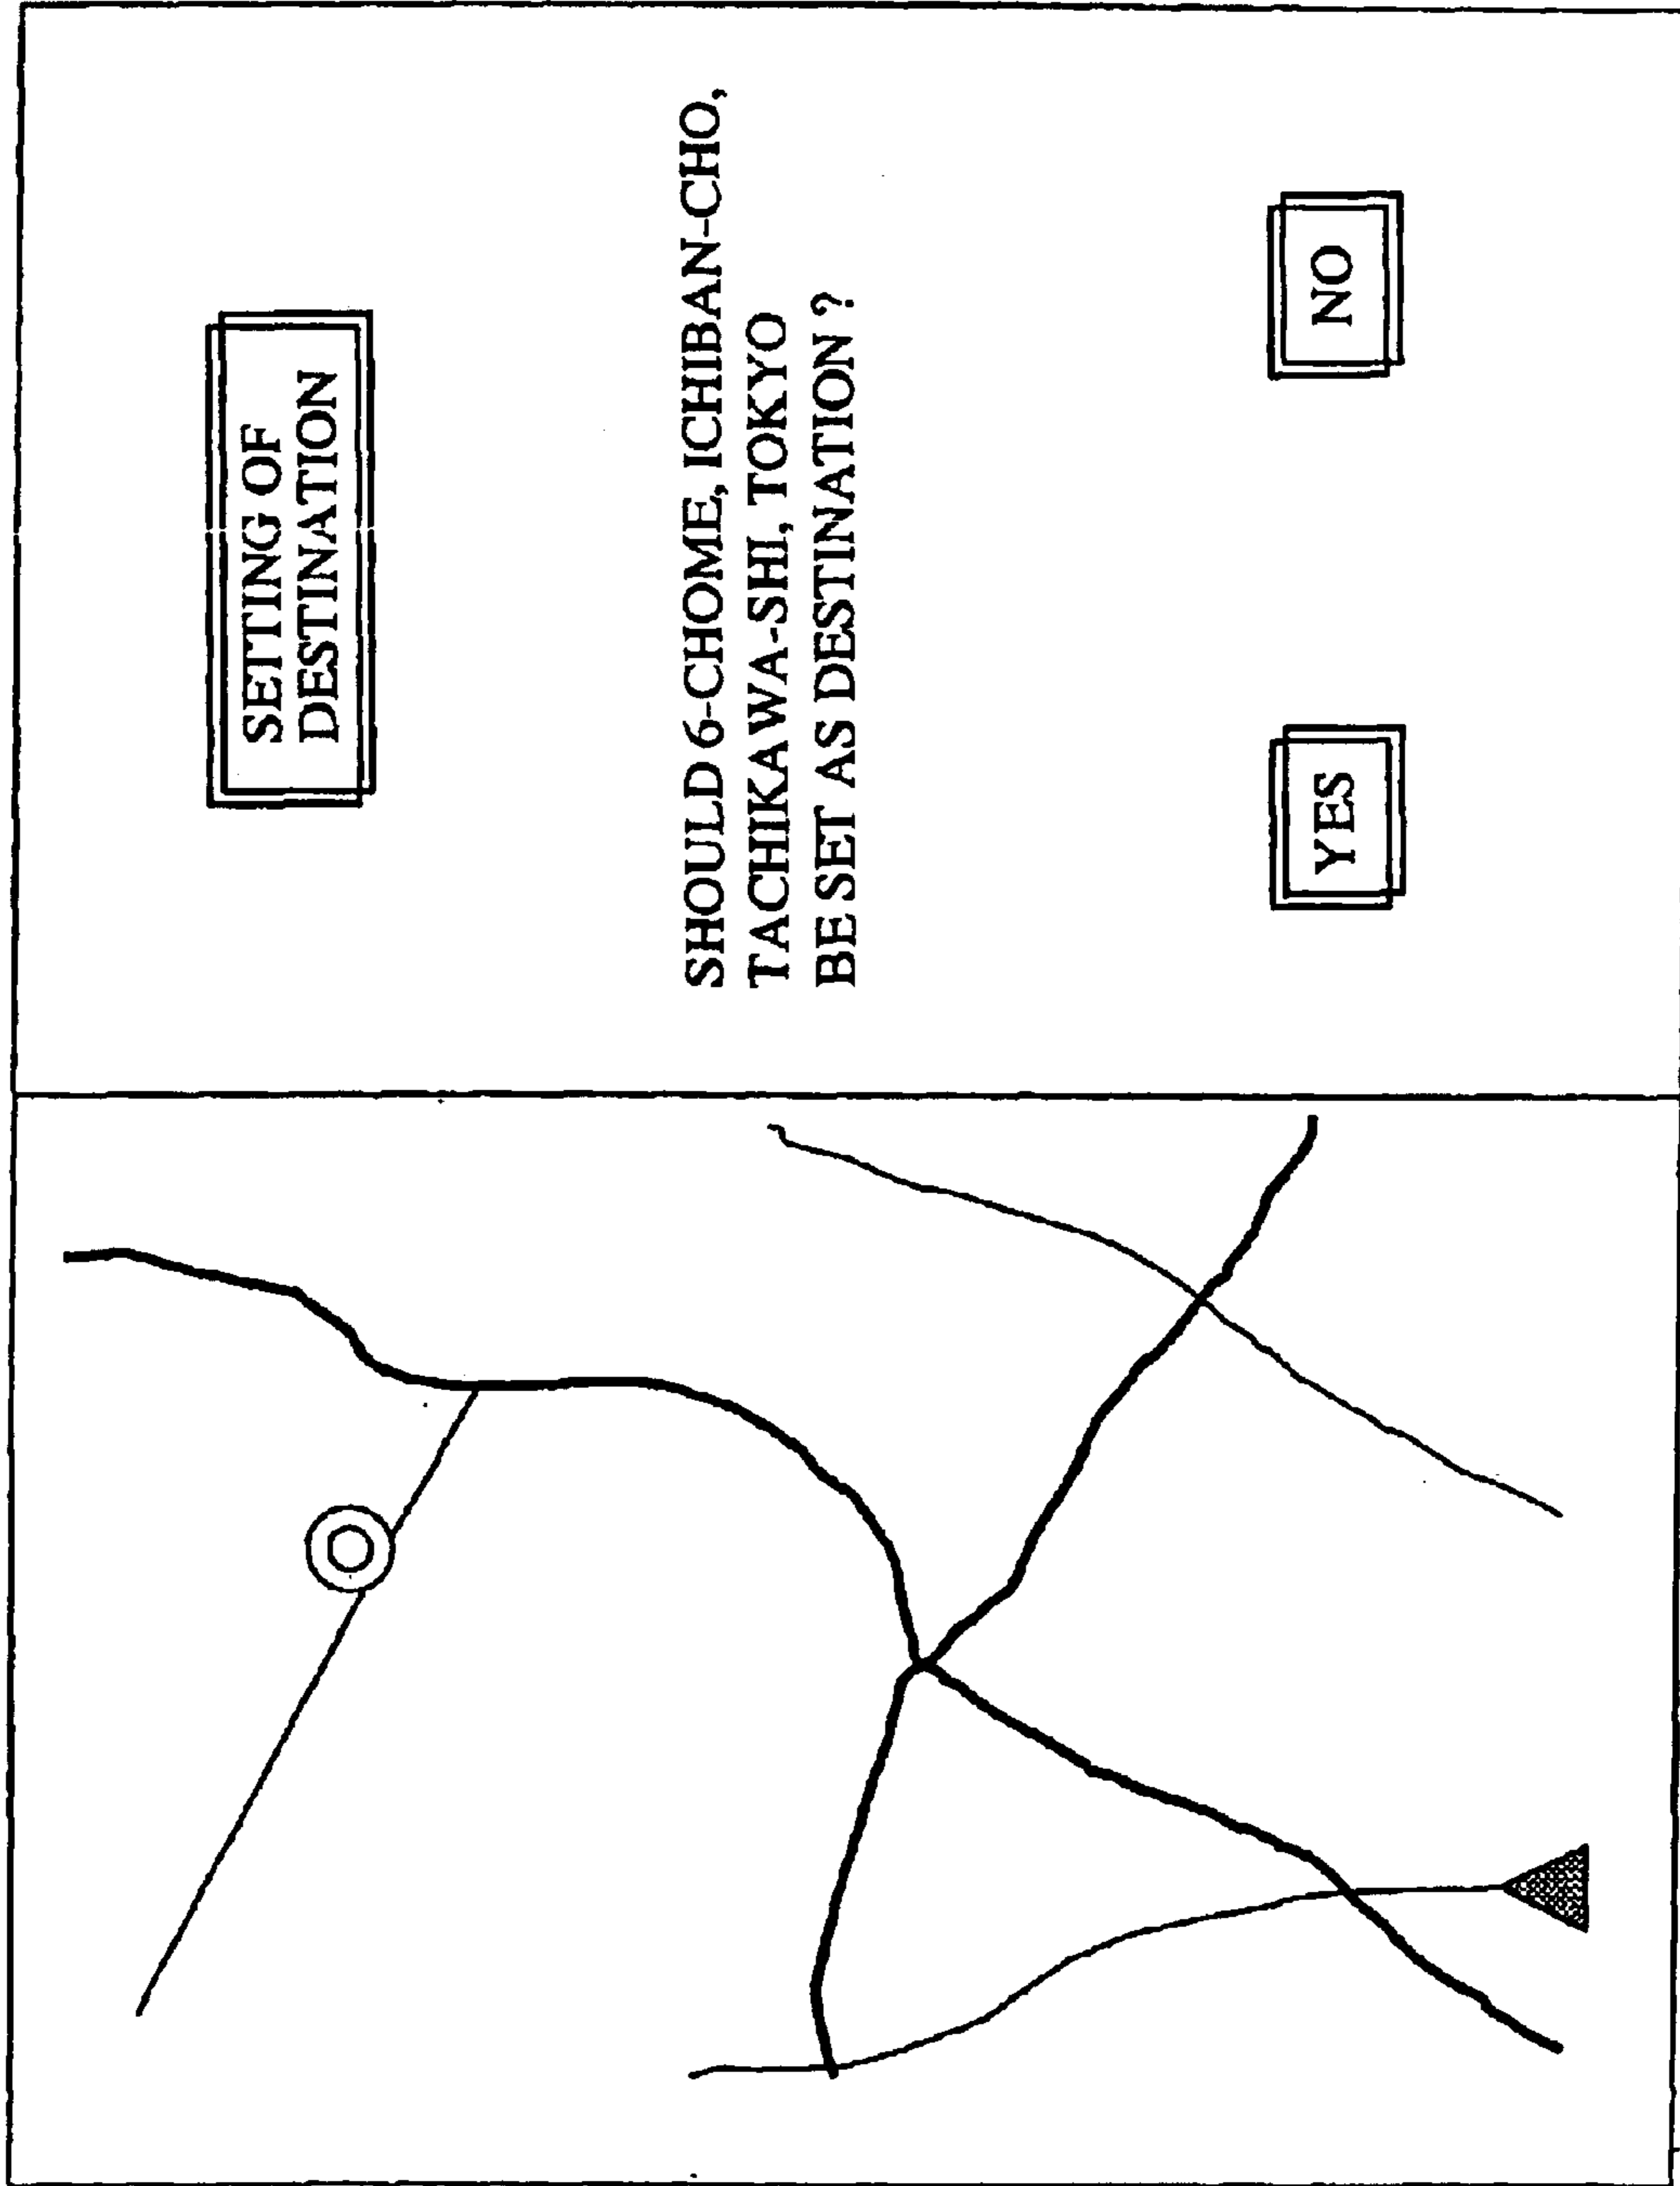 SETTING OF
DESTINATION
SHOULD 6-CHOME, ICHIBAN-CHO,
TACHIKAWA-SHI, TOKYO
BE SET AS DESTINATION ?
YES
NO